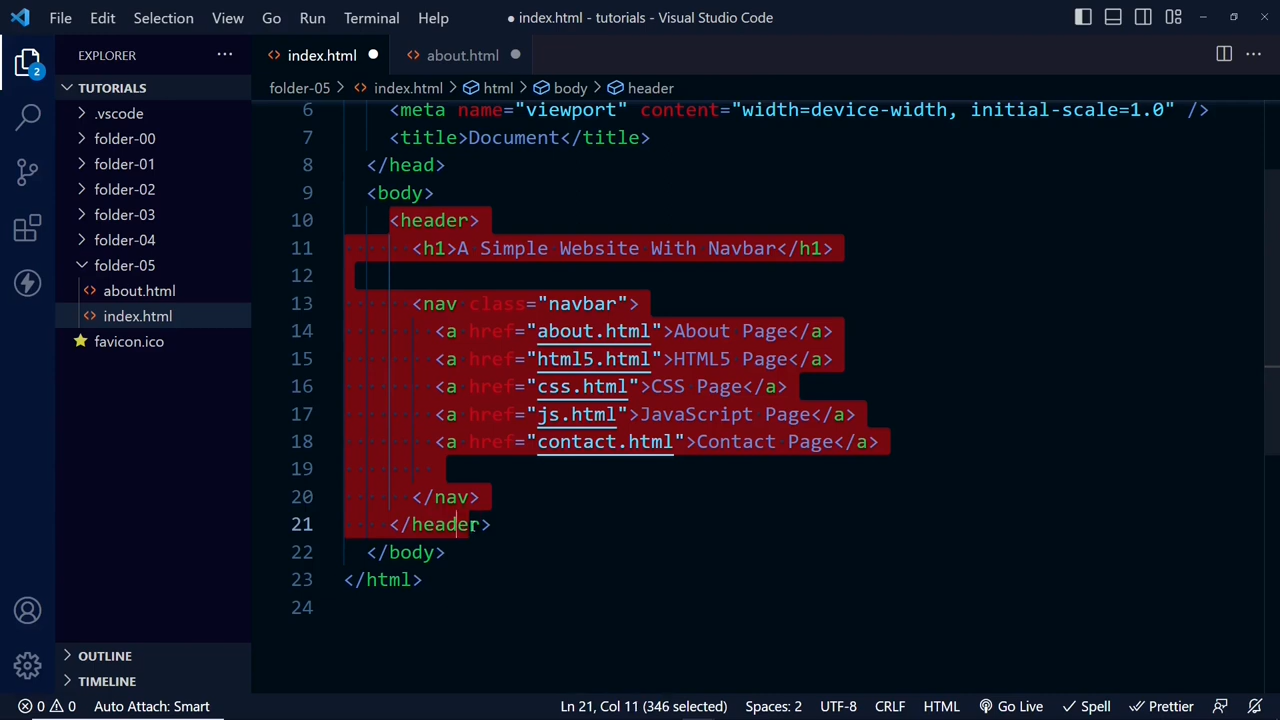 File Edit Selection View Go Run Terminal Help ● index.html - tutorials - Visual Studio Code
EXPLORER
index.html
about.html
2
TUTORIALS
folder-05 > index.html > html > body > header
.vscode
folder-00
folder-01
folder-02
folder-03
folder-04
folder-05
about.html
index.html
favicon.ico
6 <meta name="viewport" content="width=device-width, initial-scale=1.0" />
7 <title>Document</title>
8 </head>
9 <body>
10 <header>
11 <h1>A Simple Website With Navbar</h1>
12
13 <nav class="navbar">
14 <a href="about.html">About Page</a>
15 <a href="html5.html">HTML5 Page</a>
16 <a href="css.html">CSS Page</a>
17 <a href="js.html">JavaScript Page</a>
18 <a href="contact.html">Contact Page</a>
19
20 </nav>
21 </header>
22 </body>
23 </html>
24
OUTLINE
TIMELINE
0 0 Auto Attach: Smart Ln 21, Col 11 (346 selected) Spaces: 2 UTF-8 CRLF HTML Go Live Spell Prettier